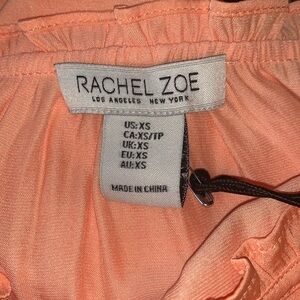 RACHEL ZOE
LOS ANGELES NEW YORK
US:XS
CA:XS/TP
UK:XS
EU:XS
AU:XS
MADE IN CHINA